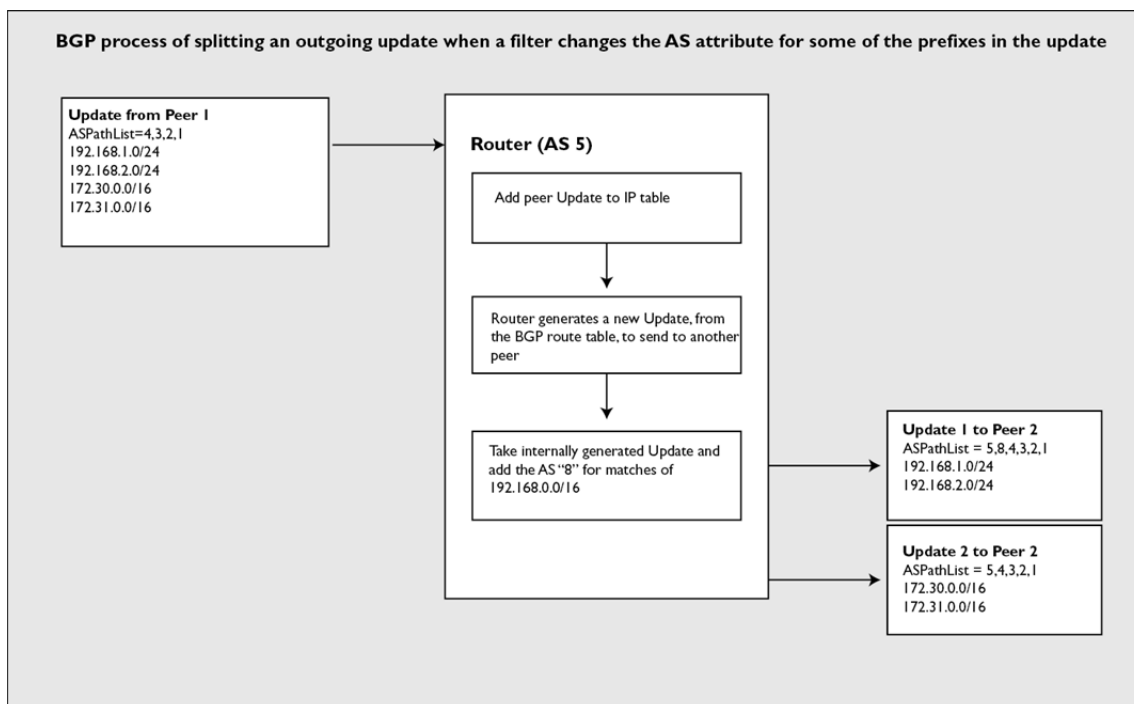 BGP process of splitting an outgoing update when a filter changes the AS attribute for some of the prefixes in the update
Update from Peer 1
ASPathList=4,3,2,1
192.168.1.0/24
192.168.2.0/24
172.30.0.0/16
172.31.0.0/16
Router (AS 5)
Add peer Update to IP table
Router generates a new Update, from
the BGP route table, to send to another
peer
Take internally generated Update and
add the AS "8" for matches of
192.168.0.0/16
Update 1 to Peer 2
ASPathList = 5,8,4,3,2,1
192.168.1.0/24
192.168.2.0/24
Update 2 to Peer 2
ASPathList = 5,4,3,2,1
172.30.0.0/16
172.31.0.0/16